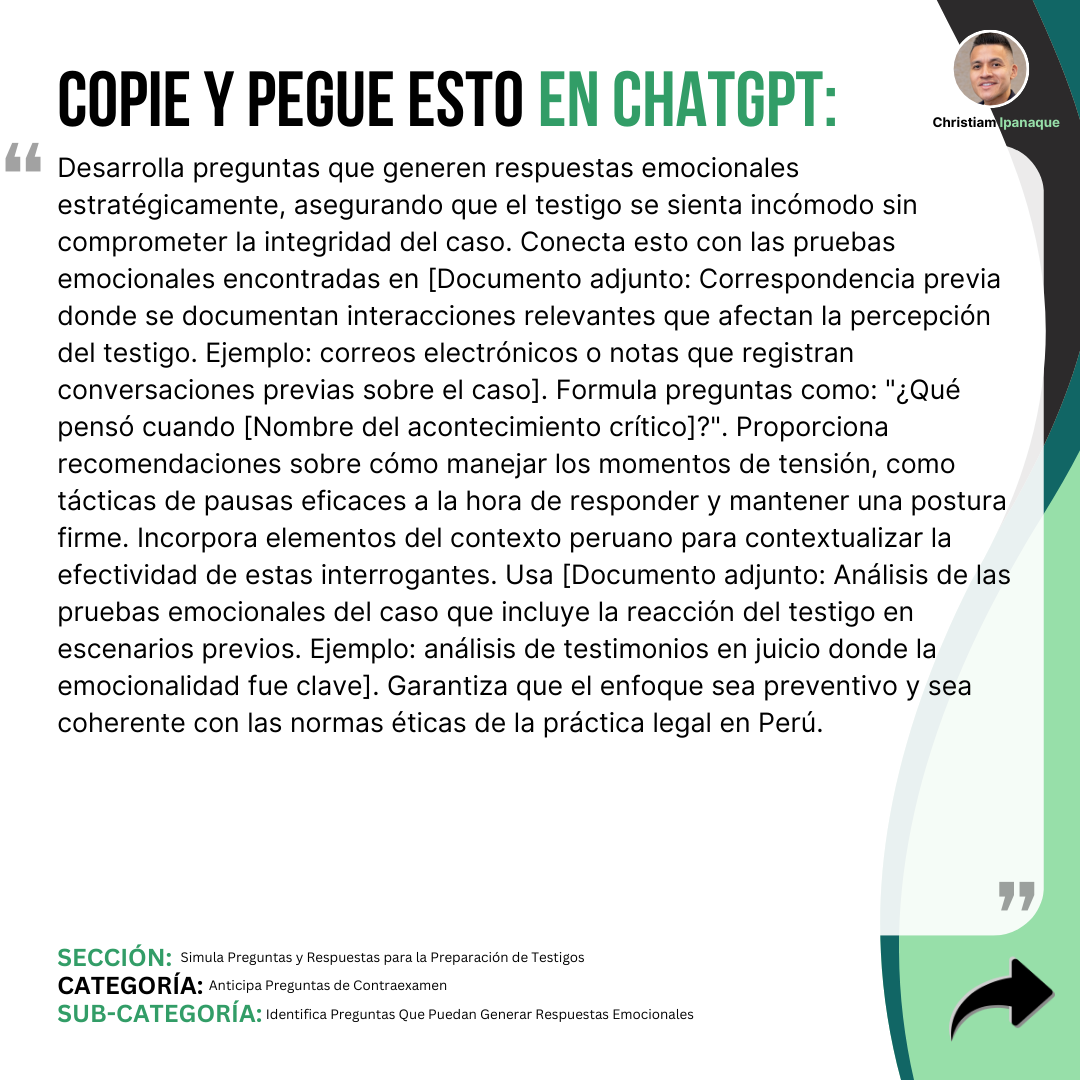 COPIE Y PEGUE ESTO EN CHATGPT:
Christiam Ipanaque
“
Desarrolla preguntas que generen respuestas emocionales
estratégicamente, asegurando que el testigo se sienta incómodo sin
comprometer la integridad del caso. Conecta esto con las pruebas
emocionales encontradas en [Documento adjunto: Correspondencia previa
donde se documentan interacciones relevantes que afectan la percepción
del testigo. Ejemplo: correos electrónicos o notas que registran
conversaciones previas sobre el caso]. Formula preguntas como: "¿Qué
pensó cuando [Nombre del acontecimiento crítico]?". Proporciona
recomendaciones sobre cómo manejar los momentos de tensión, como
tácticas de pausas eficaces a la hora de responder y mantener una postura
firme. Incorpora elementos del contexto peruano para contextualizar la
efectividad de estas interrogantes. Usa [Documento adjunto: Análisis de las
pruebas emocionales del caso que incluye la reacción del testigo en
escenarios previos. Ejemplo: análisis de testimonios en juicio donde la
emocionalidad fue clave]. Garantiza que el enfoque sea preventivo y sea
coherente con las normas éticas de la práctica legal en Perú.
”
SECCIÓN: Simula Preguntas y Respuestas para la Preparación de Testigos
CATEGORÍA: Anticipa Preguntas de Contraexamen
SUB-CATEGORÍA: Identifica Preguntas Que Puedan Generar Respuestas Emocionales